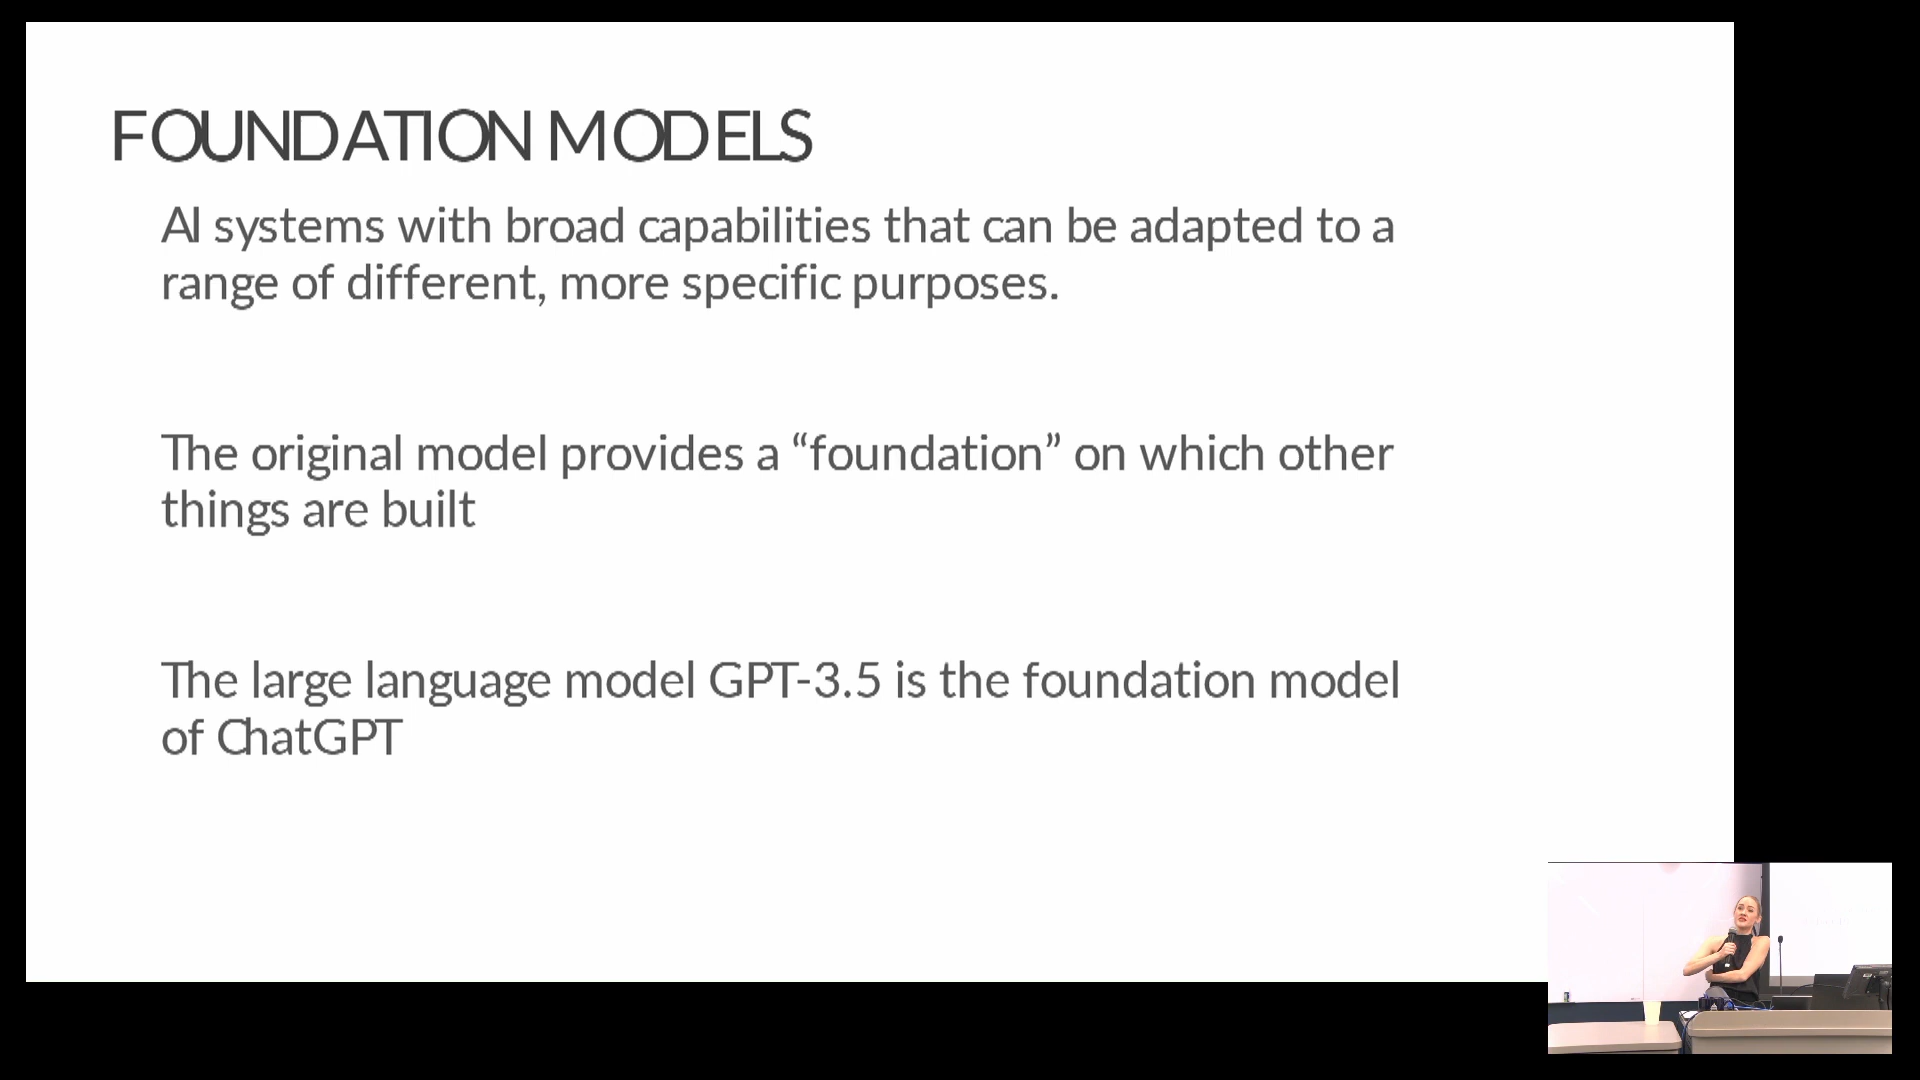 FOUNDATION MODELS
AI systems with broad capabilities that can be adapted to a
range of different, more specific purposes.
The original model provides a “foundation” on which other
things are built
The large language model GPT-3.5 is the foundation model
of ChatGPT